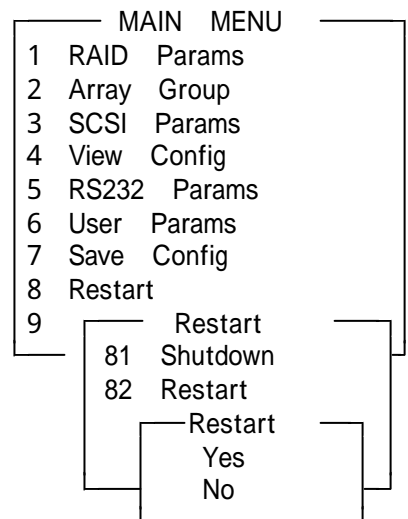 MAIN MENU
1 RAID Params
2 Array Group
3 SCSI Params
4 View Config
5 RS232 Params
6 User Params
7 Save Config
8 Restart
9
Restart
81 Shutdown
82 Restart
Restart
Yes
No